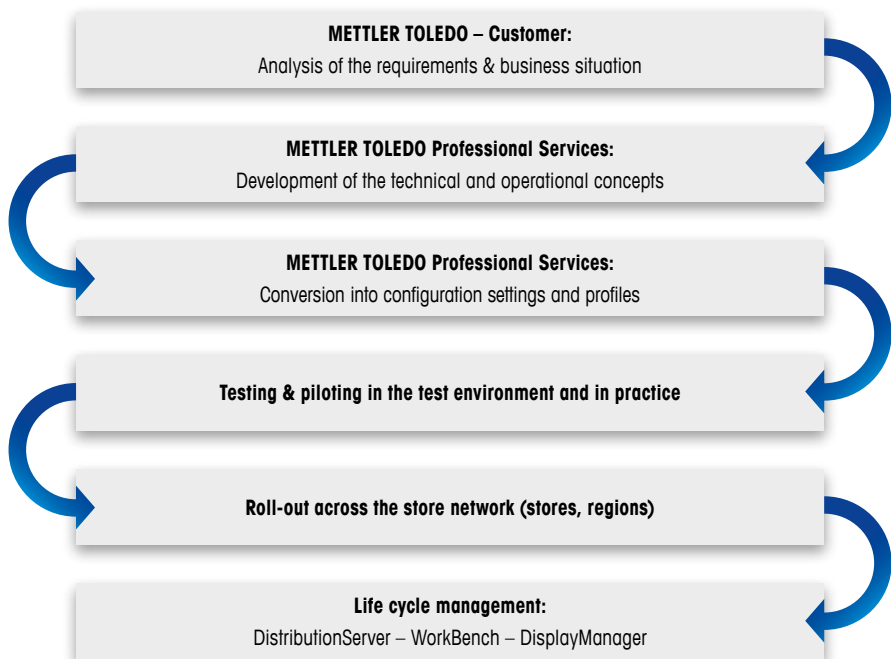 METTLER TOLEDO – Customer:
Analysis of the requirements & business situation
METTLER TOLEDO Professional Services:
Development of the technical and operational concepts
METTLER TOLEDO Professional Services:
Conversion into configuration settings and profiles
Testing & piloting in the test environment and in practice
Roll-out across the store network (stores, regions)
Life cycle management:
DistributionServer – WorkBench – DisplayManager